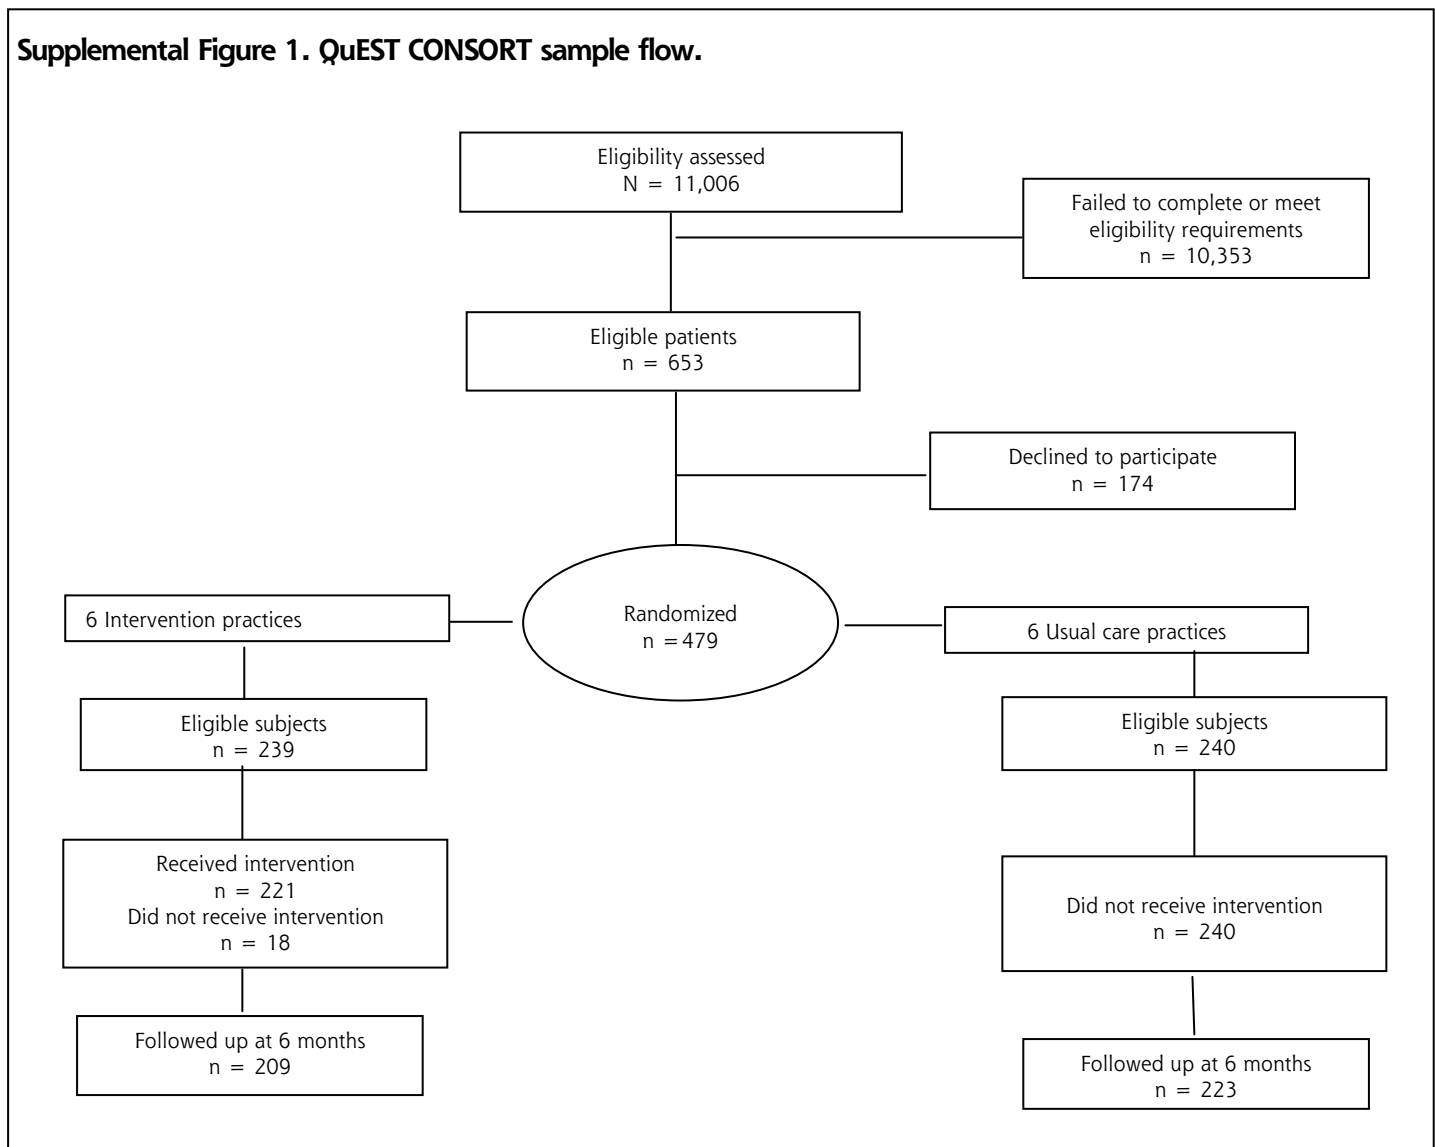 Supplemental Figure 1. QuEST CONSORT sample flow.
Eligibility assessed
N = 11,006
Failed to complete or meet
eligibility requirements
n = 10,353
Eligible patients
n = 653
Declined to participate
n = 174
Randomized
n =479
6 Intervention practices
6 Usual care practices
Eligible subjects
n = 239
Eligible subjects
n = 240
Received intervention
n = 221
Did not receive intervention
n = 18
Did not receive intervention
n = 240
Followed up at 6 months
n = 209
Followed up at 6 months
n = 223